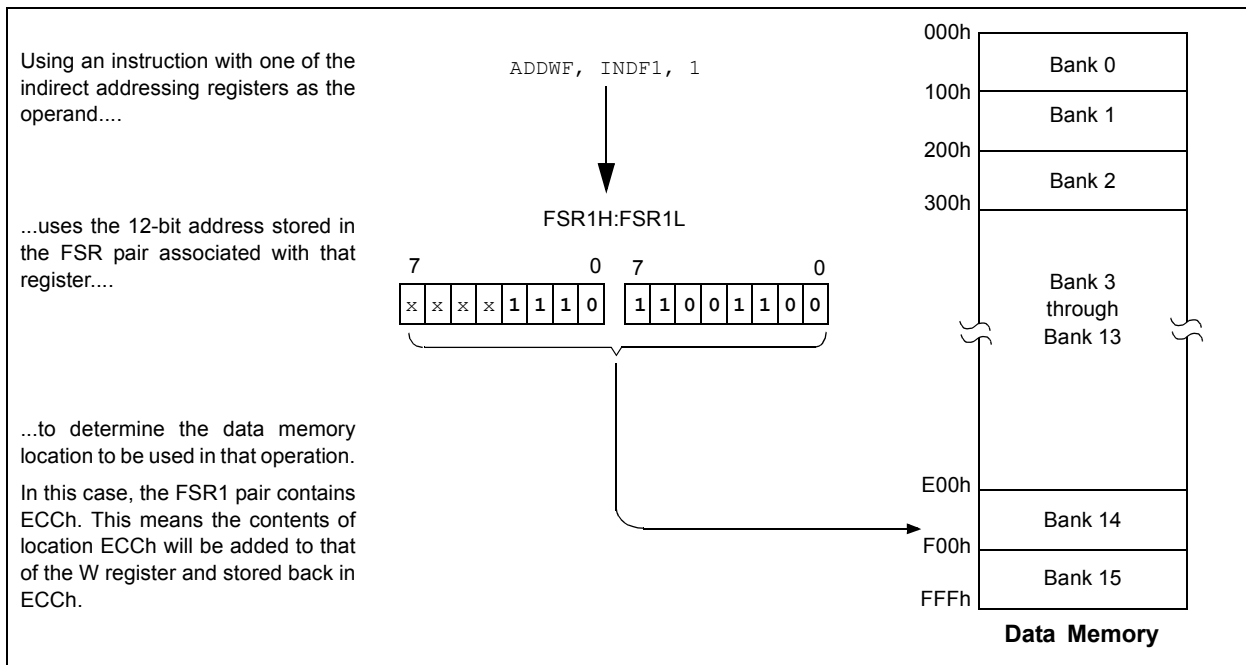 Using an instruction with one of the
indirect addressing registers as the
operand....
ADDWF, INDF1, 1
...uses the 12-bit address stored in
the FSR pair associated with that
register....
FSR1H:FSR1L
7 0 7 0
x x x x 1 1 1 0 1 1 0 0 1 1 0 0
...to determine the data memory
location to be used in that operation.
In this case, the FSR1 pair contains
ECCh. This means the contents of
location ECCh will be added to that
of the W register and stored back in
ECCh.
000h
Bank 0
100h
Bank 1
200h
Bank 2
300h
Bank 3
through
Bank 13
E00h
Bank 14
F00h
Bank 15
FFFh
Data Memory